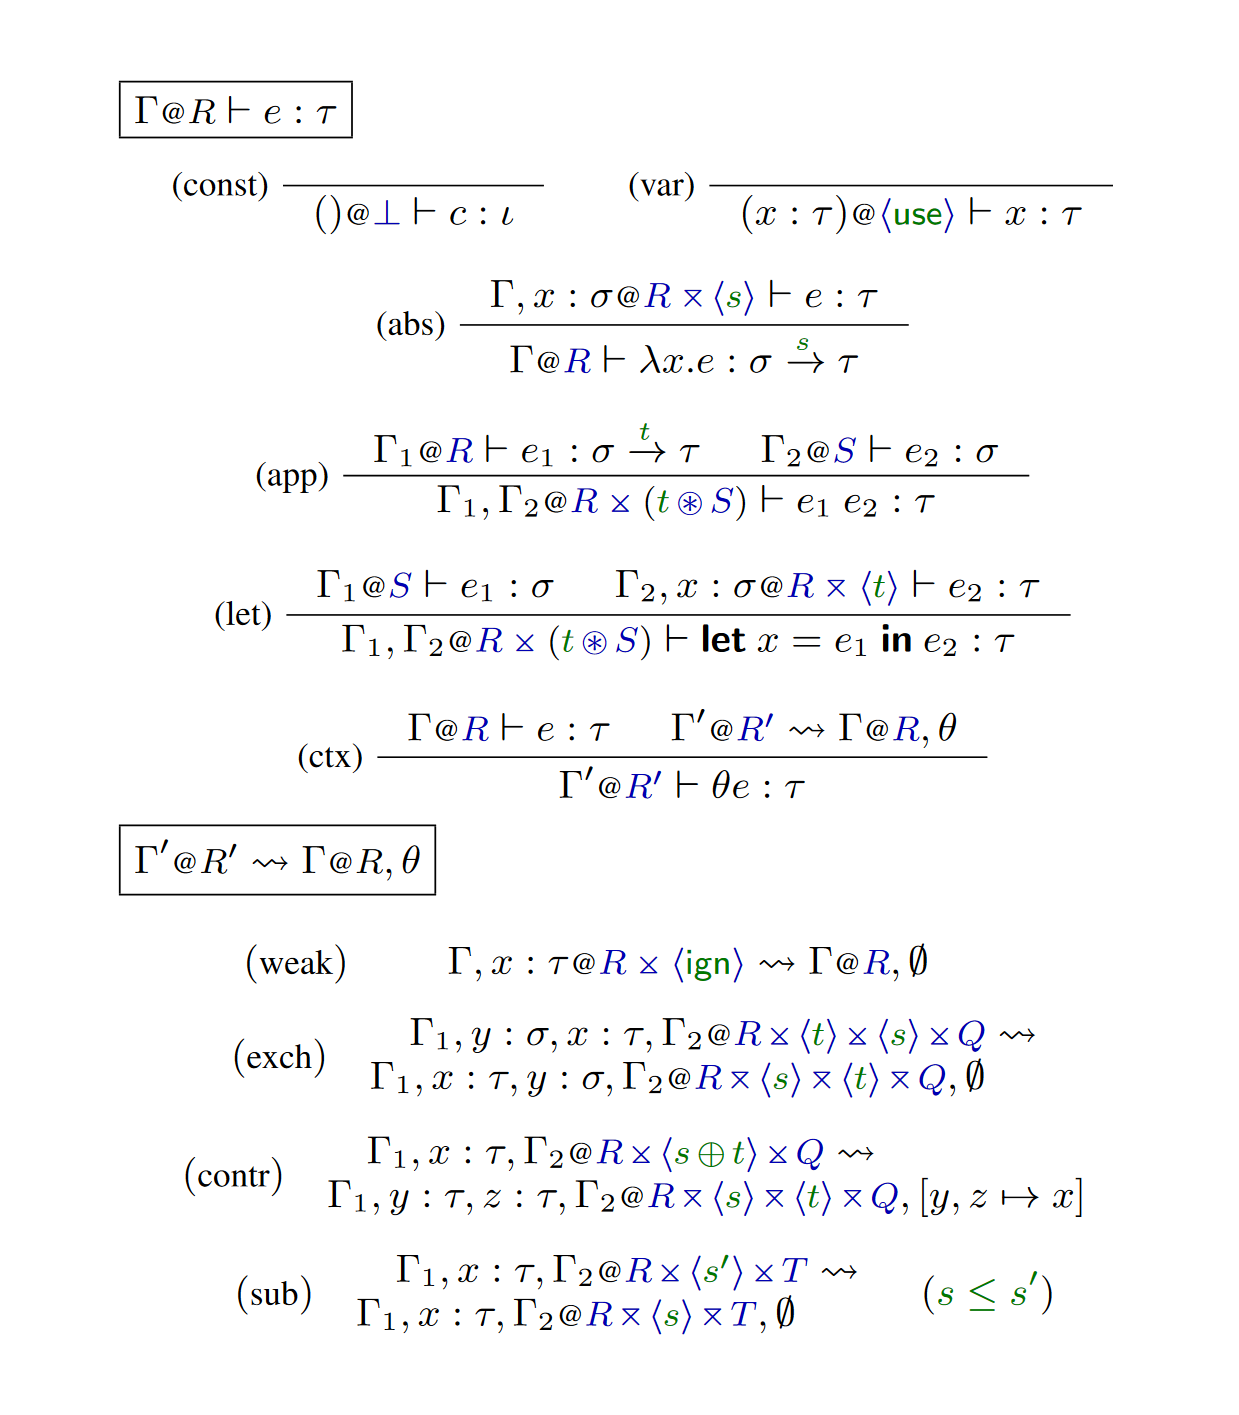 Γ@R ⊢ e : τ
(const) ()@⊥ ⊢ c : ι (var) (x : τ)@⟨use⟩ ⊢ x : τ
Γ, x : σ@R ⧖ ⟨s⟩ ⊢ e : τ
(abs)
Γ@R ⊢ λx.e : σ →^s τ
Γ₁@R ⊢ e₁ : σ →^t τ Γ₂@S ⊢ e₂ : σ
(app)
Γ₁, Γ₂@R ⨲ (t ⊛ S) ⊢ e₁ e₂ : τ
Γ₁@S ⊢ e₁ : σ Γ₂, x : σ@R ⧖ ⟨t⟩ ⊢ e₂ : τ
(let)
Γ₁, Γ₂@R ⨲ (t ⊛ S) ⊢ let x = e₁ in e₂ : τ
Γ@R ⊢ e : τ Γ′@R′ ⇝ Γ@R, θ
(ctx)
Γ′@R′ ⊢ θe : τ
Γ′@R′ ⇝ Γ@R, θ
(weak) Γ, x : τ@R ⨲ ⟨ign⟩ ⇝ Γ@R, ∅
Γ₁, y : σ, x : τ, Γ₂@R ⨲ ⟨t⟩ ⨲ ⟨s⟩ ⨲ Q ⇝
(exch)
Γ₁, x : τ, y : σ, Γ₂@R ⧖ ⟨s⟩ ⧖ ⟨t⟩ ⧖ Q, ∅
Γ₁, x : τ, Γ₂@R ⨲ ⟨s ⊕ t⟩ ⨲ Q ⇝
(contr)
Γ₁, y : τ, z : τ, Γ₂@R ⧖ ⟨s⟩ ⧖ ⟨t⟩ ⧖ Q, [y, z ↦ x]
Γ₁, x : τ, Γ₂@R ⨲ ⟨s′⟩ ⨲ T ⇝
(sub) (s ≤ s′)
Γ₁, x : τ, Γ₂@R ⧖ ⟨s⟩ ⧖ T, ∅